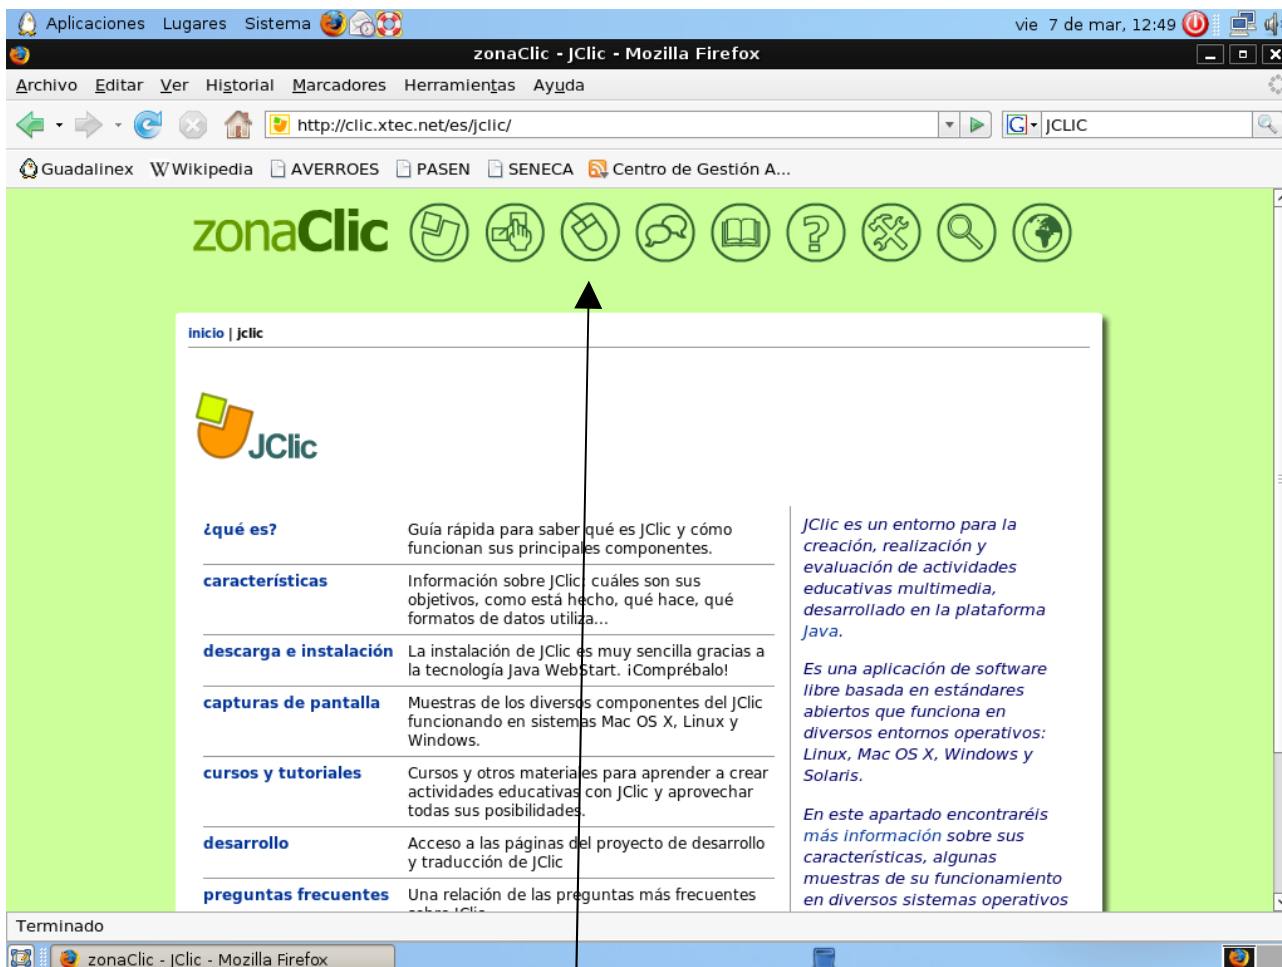 Aplicaciones Lugares Sistema vie 7 de mar, 12:49
zonaClic - JClic - Mozilla Firefox
Archivo Editar Ver Historial Marcadores Herramientas Ayuda
http://clic.xtec.net/es/jclic/ G JCLIC
Guadalinex W Wikipedia AVERROES PASEN SENECA Centro de Gestión A...
zonaClic
inicio | jclic
JClic
¿qué es? Guía rápida para saber qué es JClic y cómo
funcionan sus principales componentes.
características Información sobre JClic: cuáles son sus
objetivos, como está hecho, qué hace, qué
formatos de datos utiliza...
descarga e instalación La instalación de JClic es muy sencilla gracias a
la tecnología Java WebStart. ¡Comprébalo!
capturas de pantalla Muestras de los diversos componentes del JClic
funcionando en sistemas Mac OS X, Linux y
Windows.
cursos y tutoriales Cursos y otros materiales para aprender a crear
actividades educativas con JClic y aprovechar
todas sus posibilidades.
desarrollo Acceso a las páginas del proyecto de desarrollo
y traducción de JClic
preguntas frecuentes Una relación de las preguntas más frecuentes
sobre JClic
JClic es un entorno para la
creación, realización y
evaluación de actividades
educativas multimedia,
desarrollado en la plataforma
Java.
Es una aplicación de software
libre basada en estándares
abiertos que funciona en
diversos entornos operativos:
Linux, Mac OS X, Windows y
Solaris.
En este apartado encontraréis
más información sobre sus
características, algunas
muestras de su funcionamiento
en diversos sistemas operativos
Terminado
zonaClic - JClic - Mozilla Firefox